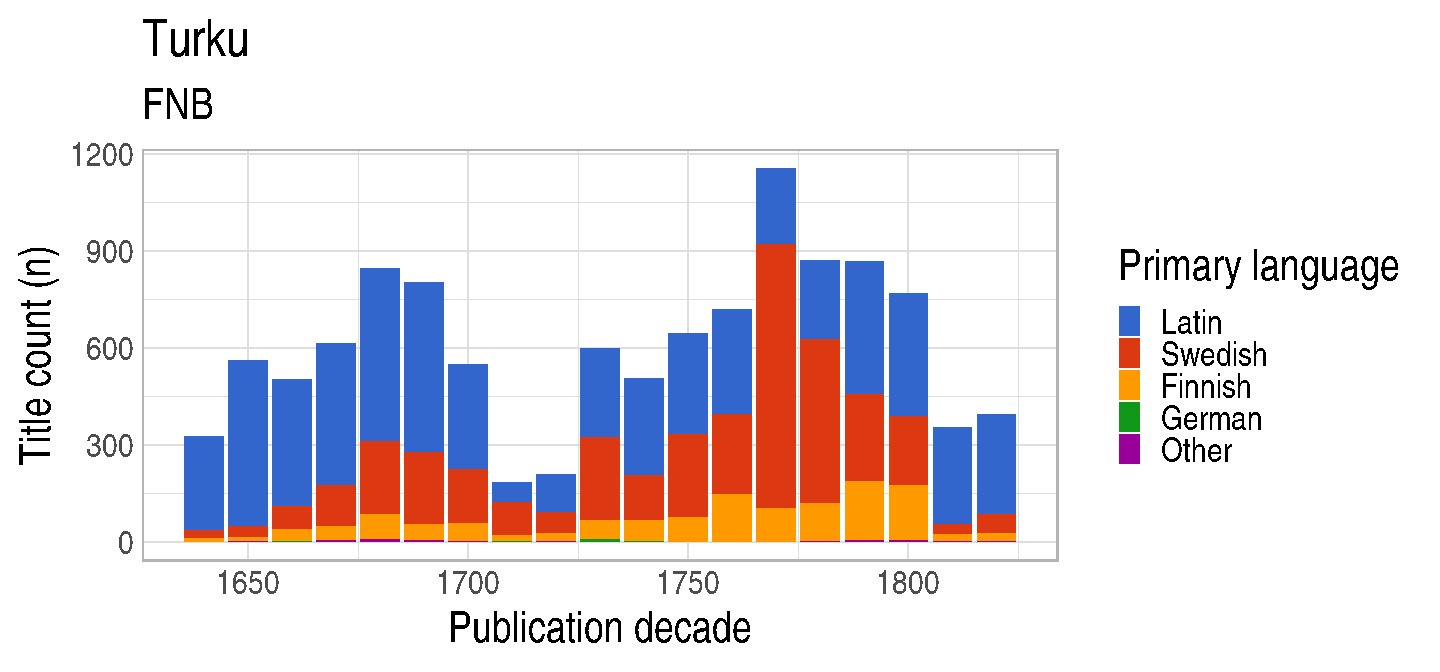 Turku
FNB
1200
900
600
300
0
Title count (n)
1650 1700 1750 1800
Publication decade
Primary language
Latin
Swedish
Finnish
German
Other